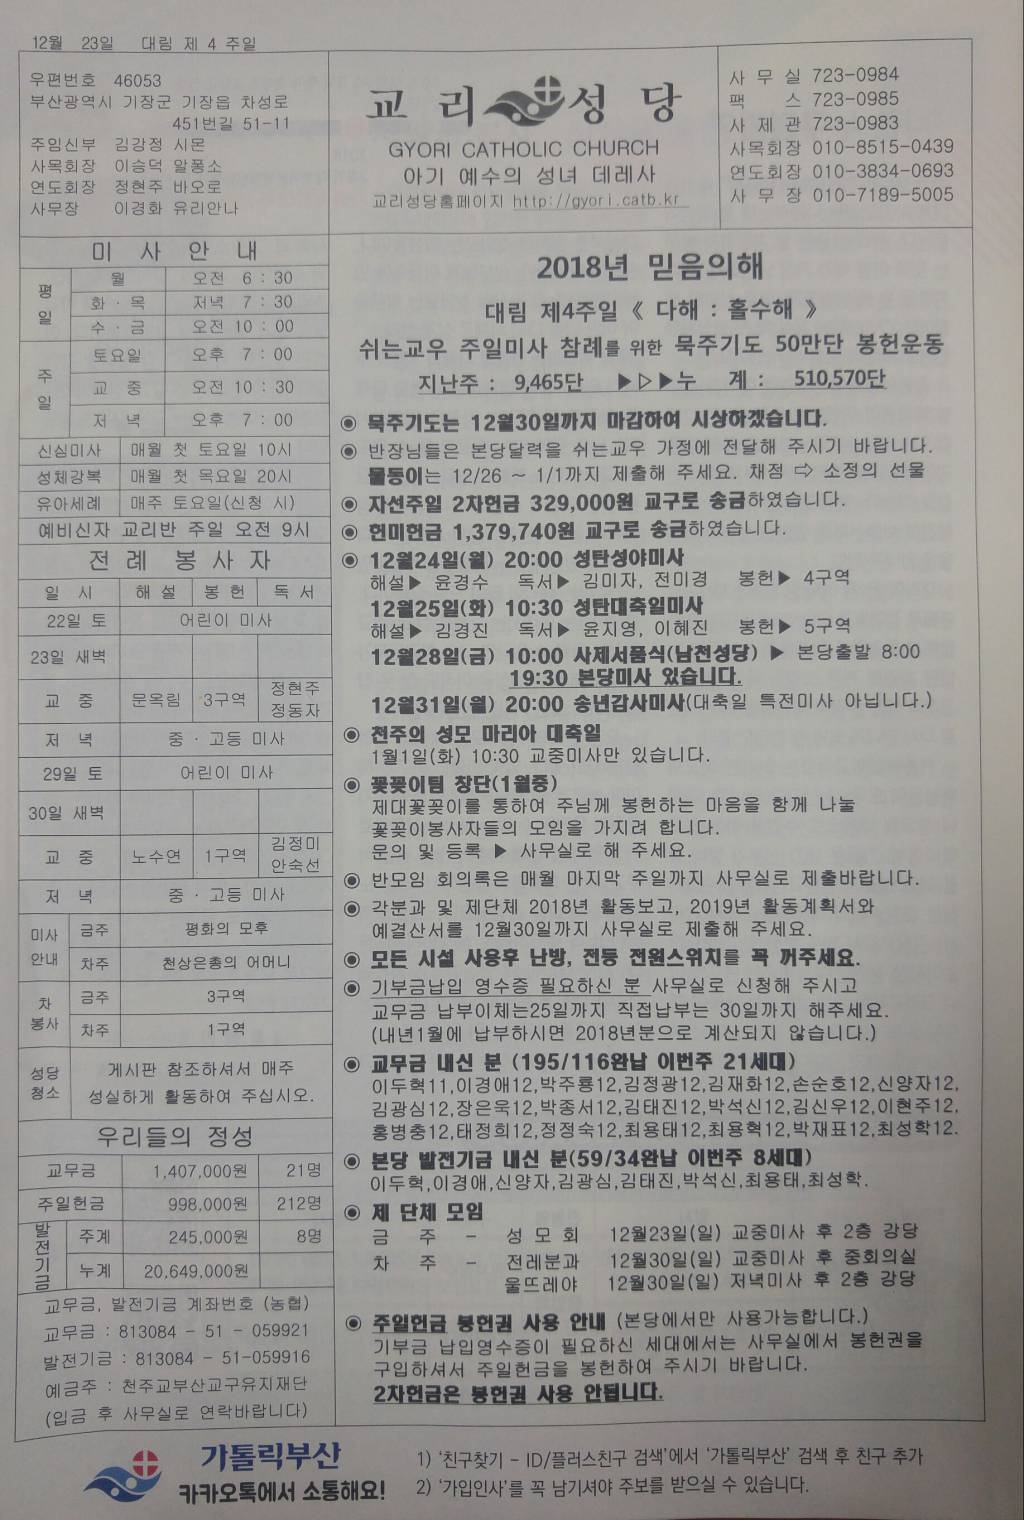 12월 23일 대림 제 4 주일
우편번호 46053
부산광역시 기장군 기장읍 차성로
451번길 51-11
주임신부 김강정 시몬
사목회장 이승덕 알퐁소
연도회장 정현주 바오로
사무장 이경화 유리안나
교 리 성 당
GYORI CATHOLIC CHURCH
아기 예수의 성녀 데레사
교리성당홈페이지 http://gyori.catb.kr
사 무 실 723-0984
팩 스 723-0985
사 제 관 723-0983
사목회장 010-8515-0439
연도회장 010-3834-0693
사 무 장 010-7189-5005
미 사 안 내
평일 월 오전 6 : 30
화 · 목 저녁 7 : 30
수 · 금 오전 10 : 00
주일 토요일 오후 7 : 00
교 중 오전 10 : 30
저 녁 오후 7 : 00
신심미사 매월 첫 토요일 10시
성체강복 매월 첫 목요일 20시
유아세례 매주 토요일(신청 시)
예비신자 교리반 주일 오전 9시
전 례 봉 사 자
일 시 해 설 봉 헌 독 서
22일 토 어린이 미사
23일 새벽
교 중 문옥림 3구역 정현주 정동자
저 녁 중 · 고등 미사
29일 토 어린이 미사
30일 새벽
교 중 노수연 1구역 김정미 안숙선
저 녁 중 · 고등 미사
미사 안내 금주 평화의 모후
차주 천상은총의 어머니
차 봉사 금주 3구역
차주 1구역
성당 청소 게시판 참조하셔서 매주
성실하게 활동하여 주십시오.
우리들의 정성
교무금 1,407,000원 21명
주일헌금 998,000원 212명
발전기금 주계 245,000원 8명
누계 20,649,000원
교무금, 발전기금 계좌번호 (농협)
교무금 : 813084 - 51 - 059921
발전기금 : 813084 - 51-059916
예금주 : 천주교부산교구유지재단
(입금 후 사무실로 연락바랍니다)
2018년 믿음의해
대림 제4주일 《 다해 : 홀수해 》
쉬는교우 주일미사 참례를 위한 묵주기도 50만단 봉헌운동
지난주 : 9,465단 ▶▷▶누 계 : 510,570단
◉ 묵주기도는 12월30일까지 마감하여 시상하겠습니다.
◉ 반장님들은 본당달력을 쉬는교우 가정에 전달해 주시기 바랍니다.
물동이는 12/26 ~ 1/1까지 제출해 주세요. 채점 ⇨ 소정의 선물
◉ 자선주일 2차헌금 329,000원 교구로 송금하였습니다.
◉ 헌미헌금 1,379,740원 교구로 송금하였습니다.
◉ 12월24일(월) 20:00 성탄성야미사
해설▶ 윤경수 독서▶ 김미자, 전미경 봉헌▶ 4구역
12월25일(화) 10:30 성탄대축일미사
해설▶ 김경진 독서▶ 윤지영, 이혜진 봉헌▶ 5구역
12월28일(금) 10:00 사제서품식(남천성당) ▶ 본당출발 8:00
19:30 본당미사 있습니다.
12월31일(월) 20:00 송년감사미사(대축일 특전미사 아닙니다.)
◉ 천주의 성모 마리아 대축일
1월1일(화) 10:30 교중미사만 있습니다.
◉ 꽃꽂이팀 창단(1월중)
제대꽃꽂이를 통하여 주님께 봉헌하는 마음을 함께 나눌
꽃꽂이봉사자들의 모임을 가지려 합니다.
문의 및 등록 ▶ 사무실로 해 주세요.
◉ 반모임 회의록은 매월 마지막 주일까지 사무실로 제출바랍니다.
◉ 각분과 및 제단체 2018년 활동보고, 2019년 활동계획서와
예결산서를 12월30일까지 사무실로 제출해 주세요.
◉ 모든 시설 사용후 난방, 전등 전원스위치를 꼭 꺼주세요.
◉ 기부금납입 영수증 필요하신 분 사무실로 신청해 주시고
교무금 납부이체는25일까지 직접납부는 30일까지 해주세요.
(내년1월에 납부하시면 2018년분으로 계산되지 않습니다.)
◉ 교무금 내신 분 (195/116완납 이번주 21세대)
이두혁11,이경애12,박주룡12,김정광12,김재화12,손순호12,신양자12,
김광심12,장은욱12,박종서12,김태진12,박석신12,김신우12,이현주12,
홍병충12,태정희12,정정숙12,최용태12,최용혁12,박재표12,최성학12.
◉ 본당 발전기금 내신 분(59/34완납 이번주 8세대)
이두혁,이경애,신양자,김광심,김태진,박석신,최용태,최성학.
◉ 제 단체 모임
금 주 - 성 모 회 12월23일(일) 교중미사 후 2층 강당
차 주 - 전례분과 12월30일(일) 교중미사 후 중회의실
울뜨레야 12월30일(일) 저녁미사 후 2층 강당
◉ 주일헌금 봉헌권 사용 안내 (본당에서만 사용가능합니다.)
기부금 납입영수증이 필요하신 세대에서는 사무실에서 봉헌권을
구입하셔서 주일헌금을 봉헌하여 주시기 바랍니다.
2차헌금은 봉헌권 사용 안됩니다.
가톨릭부산
카카오톡에서 소통해요!
1) ‘친구찾기 - ID/플러스친구 검색’에서 ‘가톨릭부산’ 검색 후 친구 추가
2) ‘가입인사’를 꼭 남기셔야 주보를 받으실 수 있습니다.